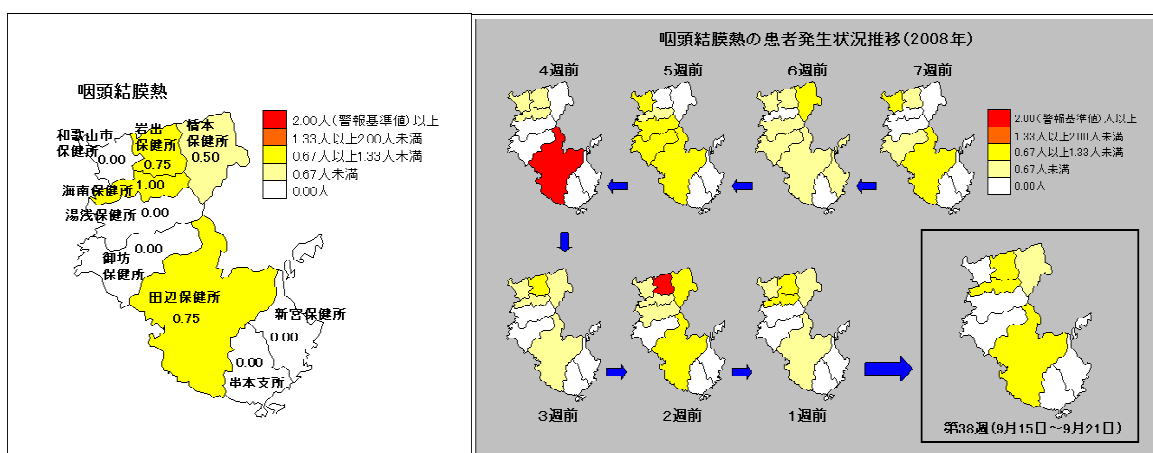 咽頭結膜熱
2.00人(警報基準値)以上
1.33人以上2.00人未満
0.67人以上1.33人未満
0.67人未満
0.00人
和歌山市
保健所
0.00
岩出
保健所
0.75
橋本
保健所
0.50
海南保健所
1.00
湯浅保健所
0.00
御坊
保健所
0.00
田辺保健所
0.75
新宮保健所
0.00
0.00
串本支所
咽頭結膜熱の患者発生状況推移(2008年)
4週前
5週前
6週前
7週前
2.00(警報基準値)人以上
1.33人以上2.00人未満
0.67人以上1.33人未満
0.67人未満
0.00人
3週前
2週前
1週前
第38週(9月15日～9月21日)